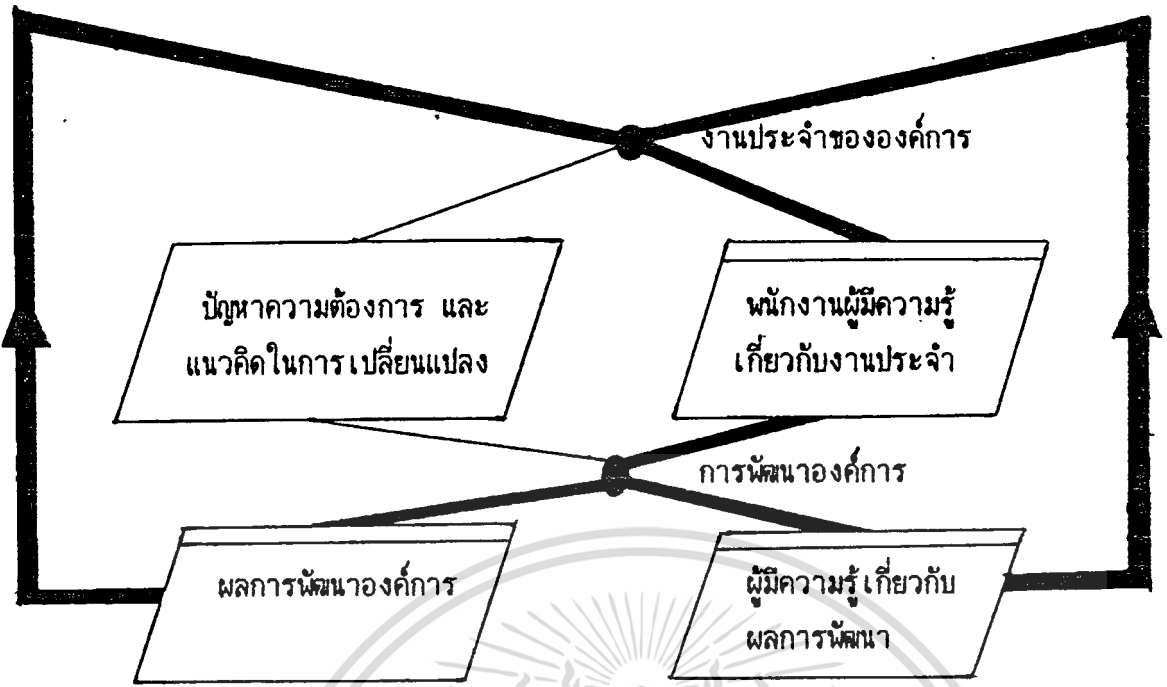 งานประจำขององค์การ
ปัญหาความต้องการ และ
แนวคิดในการเปลี่ยนแปลง
พนักงานผู้มีความรู้
เกี่ยวกับงานประจำ
การพัฒนาองค์การ
ผลการพัฒนาองค์การ
ผู้มีความรู้เกี่ยวกับ
ผลการพัฒนา